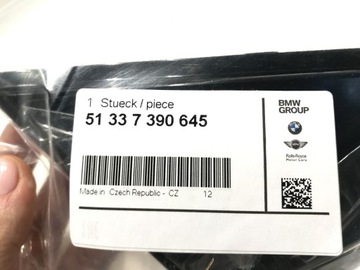 1 Stueck / piece
51 33 7 390 645
Made in Czech Republic - CZ 12
BMW
GROUP
Rolls-Royce
Motor Cars